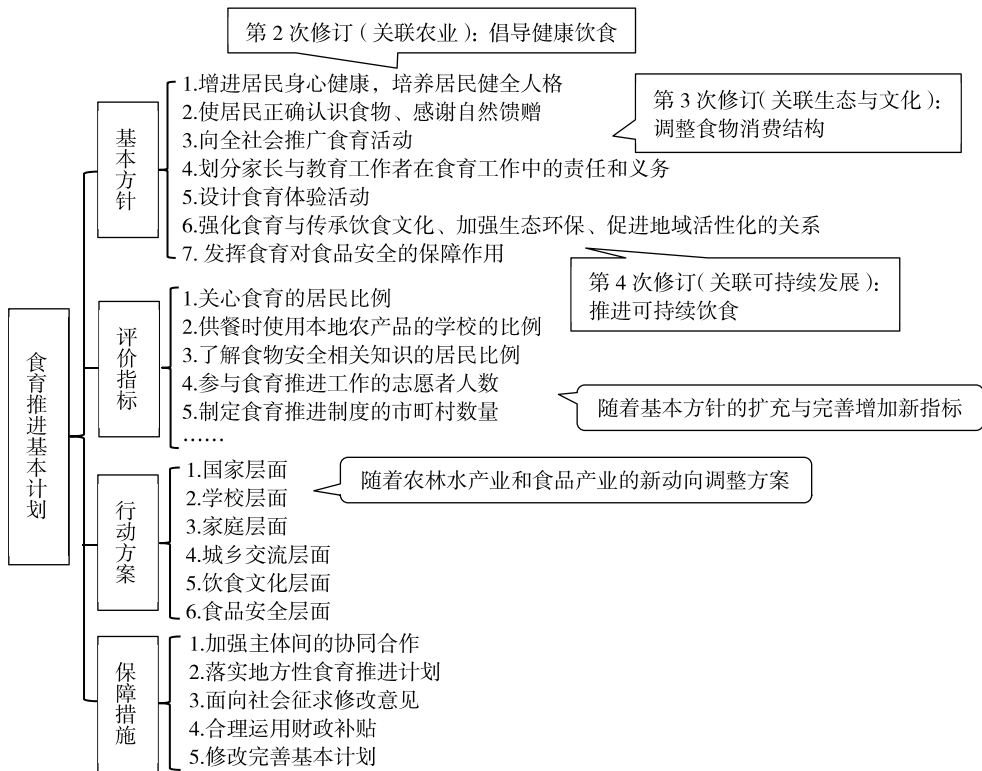 第2次修订（关联农业）：倡导健康饮食
1.增进居民身心健康，培养居民健全人格
2.使居民正确认识食物、感谢自然馈赠
3.向全社会推广食育活动
4.划分家长与教育工作者在食育工作中的责任和义务
5.设计食育体验活动
6.强化食育与传承饮食文化、加强生态环保、促进地域活性化的关系
7. 发挥食育对食品安全的保障作用
基本方针
第3次修订（关联生态与文化）：
调整食物消费结构
第4次修订（关联可持续发展）：
推进可持续饮食
食育推进基本计划
评价指标
1.关心食育的居民比例
2.供餐时使用本地农产品的学校的比例
3.了解食物安全相关知识的居民比例
4.参与食育推进工作的志愿者人数
5.制定食育推进制度的市町村数量
……
随着基本方针的扩充与完善增加新指标
行动方案
1.国家层面
2.学校层面
3.家庭层面
4.城乡交流层面
5.饮食文化层面
6.食品安全层面
随着农林水产业和食品产业的新动向调整方案
保障措施
1.加强主体间的协同合作
2.落实地方性食育推进计划
3.面向社会征求修改意见
4.合理运用财政补贴
5.修改完善基本计划